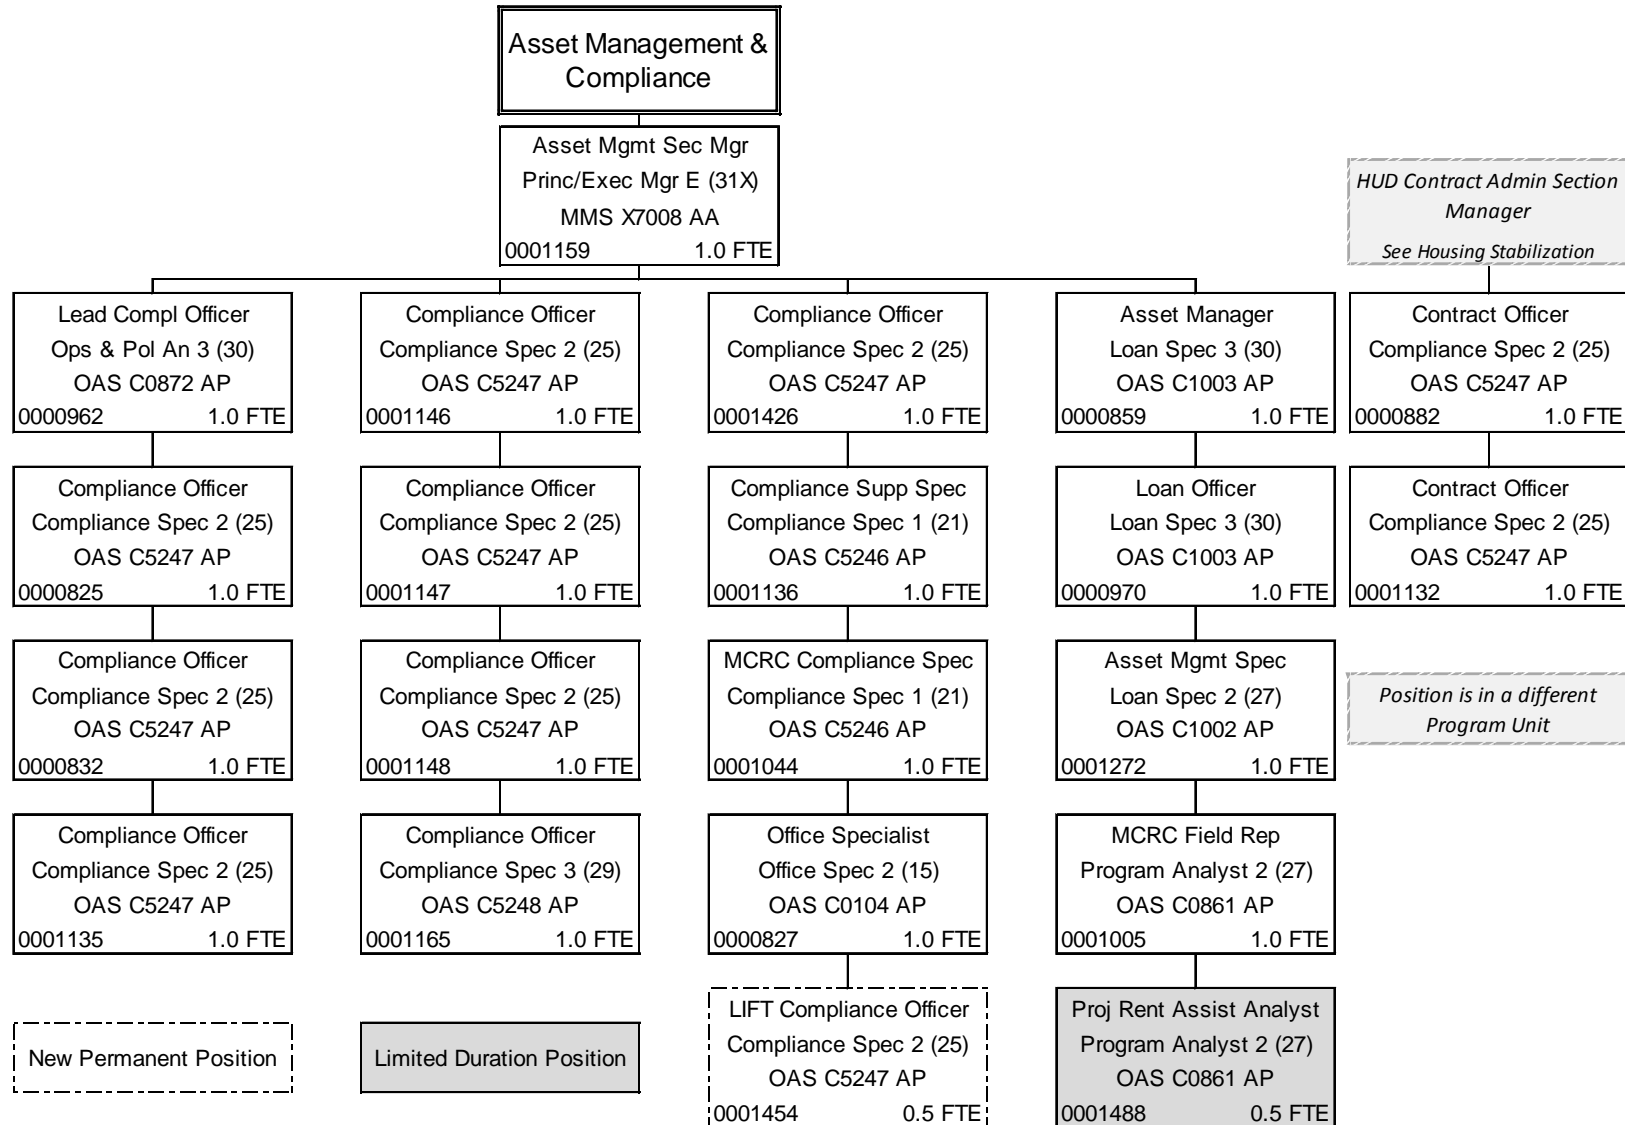 Asset Management &
Compliance
Asset Mgmt Sec Mgr
Princ/Exec Mgr E (31X)
MMS X7008 AA
0001159 1.0 FTE
HUD Contract Admin Section
Manager
See Housing Stabilization
Lead Compl Officer
Ops & Pol An 3 (30)
OAS C0872 AP
0000962 1.0 FTE
Compliance Officer
Compliance Spec 2 (25)
OAS C5247 AP
0001146 1.0 FTE
Compliance Officer
Compliance Spec 2 (25)
OAS C5247 AP
0001426 1.0 FTE
Asset Manager
Loan Spec 3 (30)
OAS C1003 AP
0000859 1.0 FTE
Contract Officer
Compliance Spec 2 (25)
OAS C5247 AP
0000882 1.0 FTE
Compliance Officer
Compliance Spec 2 (25)
OAS C5247 AP
0000825 1.0 FTE
Compliance Officer
Compliance Spec 2 (25)
OAS C5247 AP
0001147 1.0 FTE
Compliance Supp Spec
Compliance Spec 1 (21)
OAS C5246 AP
0001136 1.0 FTE
Loan Officer
Loan Spec 3 (30)
OAS C1003 AP
0000970 1.0 FTE
Contract Officer
Compliance Spec 2 (25)
OAS C5247 AP
0001132 1.0 FTE
Compliance Officer
Compliance Spec 2 (25)
OAS C5247 AP
0000832 1.0 FTE
Compliance Officer
Compliance Spec 2 (25)
OAS C5247 AP
0001148 1.0 FTE
MCRC Compliance Spec
Compliance Spec 1 (21)
OAS C5246 AP
0001044 1.0 FTE
Asset Mgmt Spec
Loan Spec 2 (27)
OAS C1002 AP
0001272 1.0 FTE
Position is in a different
Program Unit
Compliance Officer
Compliance Spec 2 (25)
OAS C5247 AP
0001135 1.0 FTE
Compliance Officer
Compliance Spec 3 (29)
OAS C5248 AP
0001165 1.0 FTE
Office Specialist
Office Spec 2 (15)
OAS C0104 AP
0000827 1.0 FTE
MCRC Field Rep
Program Analyst 2 (27)
OAS C0861 AP
0001005 1.0 FTE
New Permanent Position
Limited Duration Position
LIFT Compliance Officer
Compliance Spec 2 (25)
OAS C5247 AP
0001454 0.5 FTE
Proj Rent Assist Analyst
Program Analyst 2 (27)
OAS C0861 AP
0001488 0.5 FTE